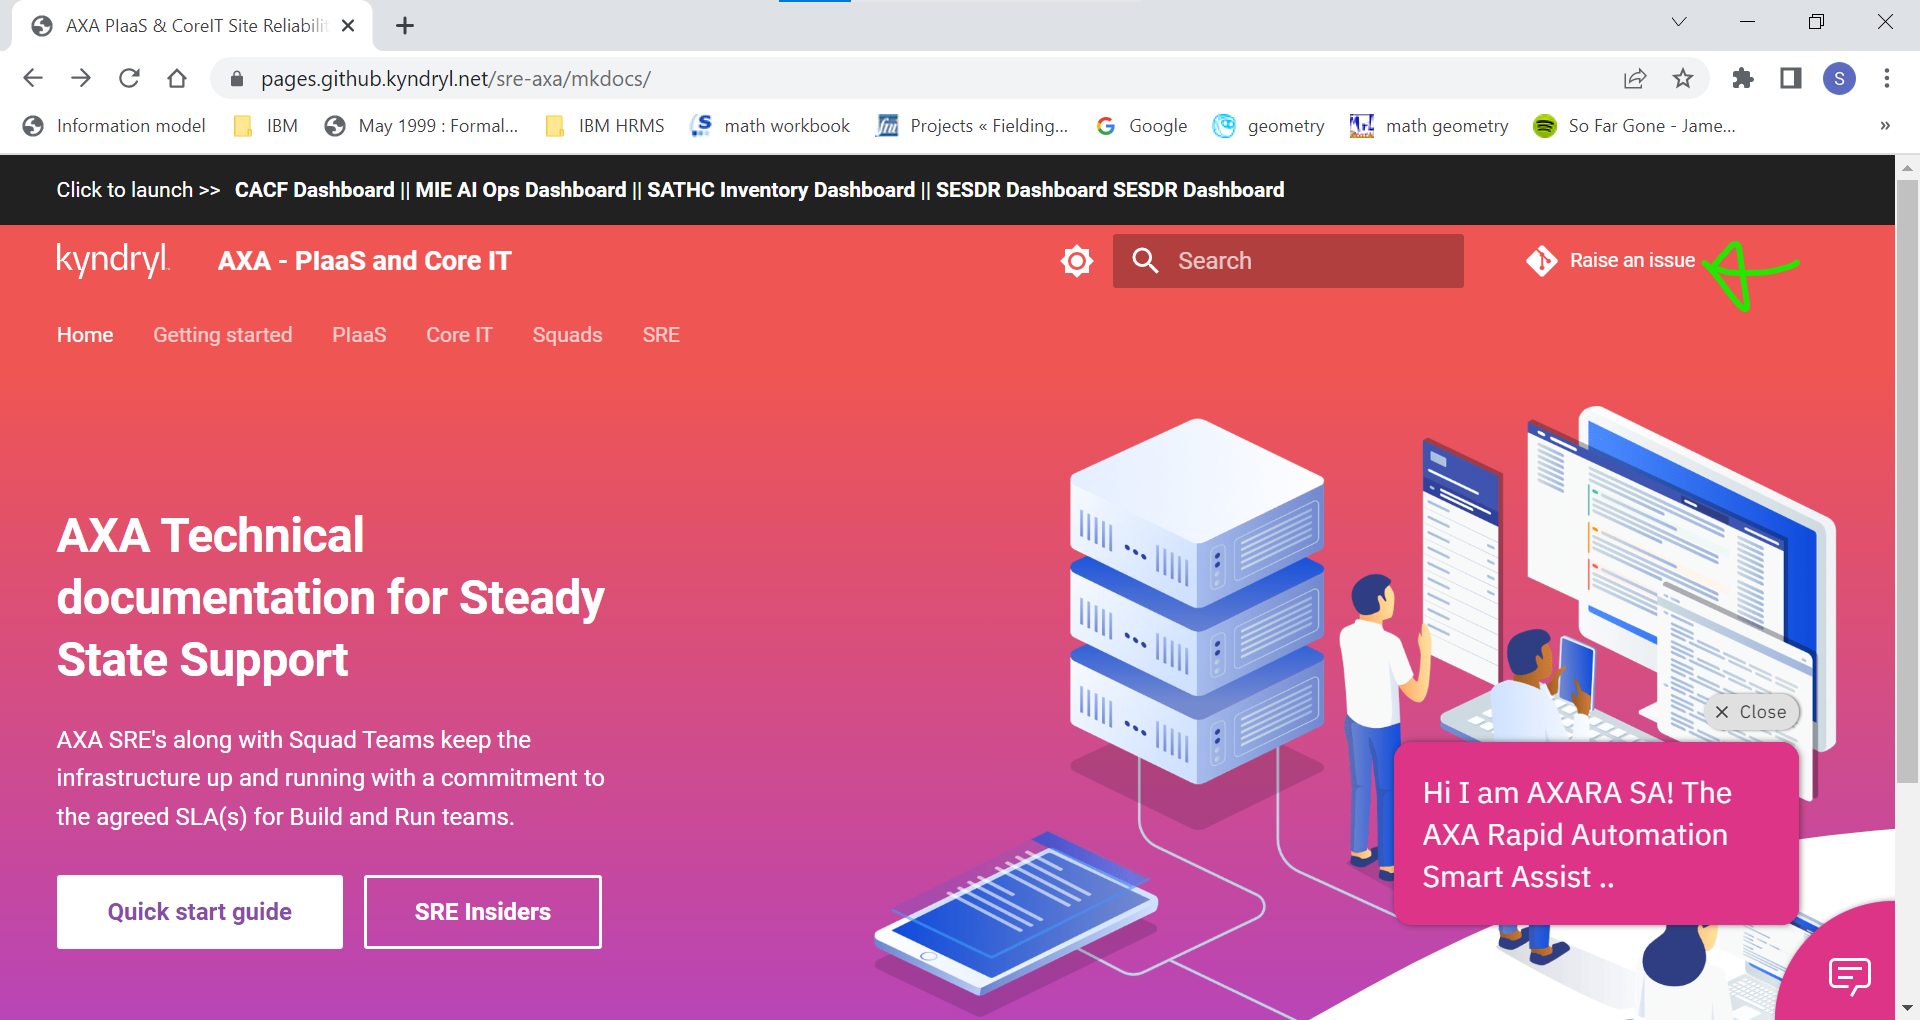 AXA PIaaS & CoreIT Site Reliabilit
pages.github.kyndryl.net/sre-axa/mkdocs/
S
Information model IBM May 1999 : Formal... IBM HRMS math workbook Projects « Fielding... Google geometry math geometry So Far Gone - Jame... »
Click to launch >> CACF Dashboard || MIE AI Ops Dashboard || SATHC Inventory Dashboard || SESDR Dashboard SESDR Dashboard
kyndryl. AXA - PIaaS and Core IT Search Raise an issue
Home Getting started PIaaS Core IT Squads SRE
AXA Technical
documentation for Steady
State Support
AXA SRE's along with Squad Teams keep the
infrastructure up and running with a commitment to
the agreed SLA(s) for Build and Run teams.
Quick start guide SRE Insiders
Close
Hi I am AXARA SA! The
AXA Rapid Automation
Smart Assist ..